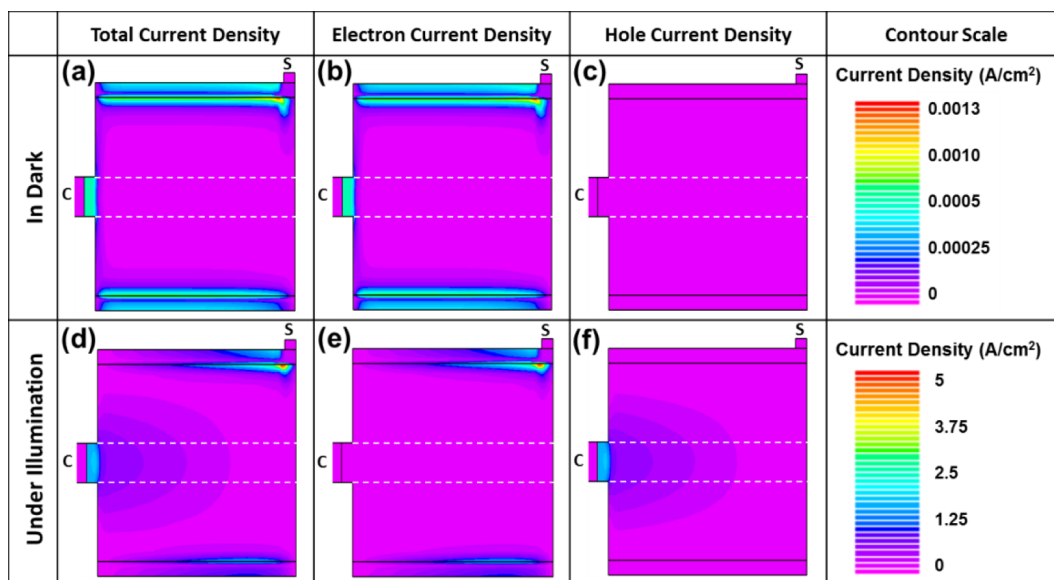 Total Current Density
Electron Current Density
Hole Current Density
Contour Scale
In Dark
(a)
S
C
(b)
S
C
(c)
S
C
Current Density (A/cm²)
0.0013
0.0010
0.0005
0.00025
0
Under Illumination
(d)
S
C
(e)
S
C
(f)
S
C
Current Density (A/cm²)
5
3.75
2.5
1.25
0